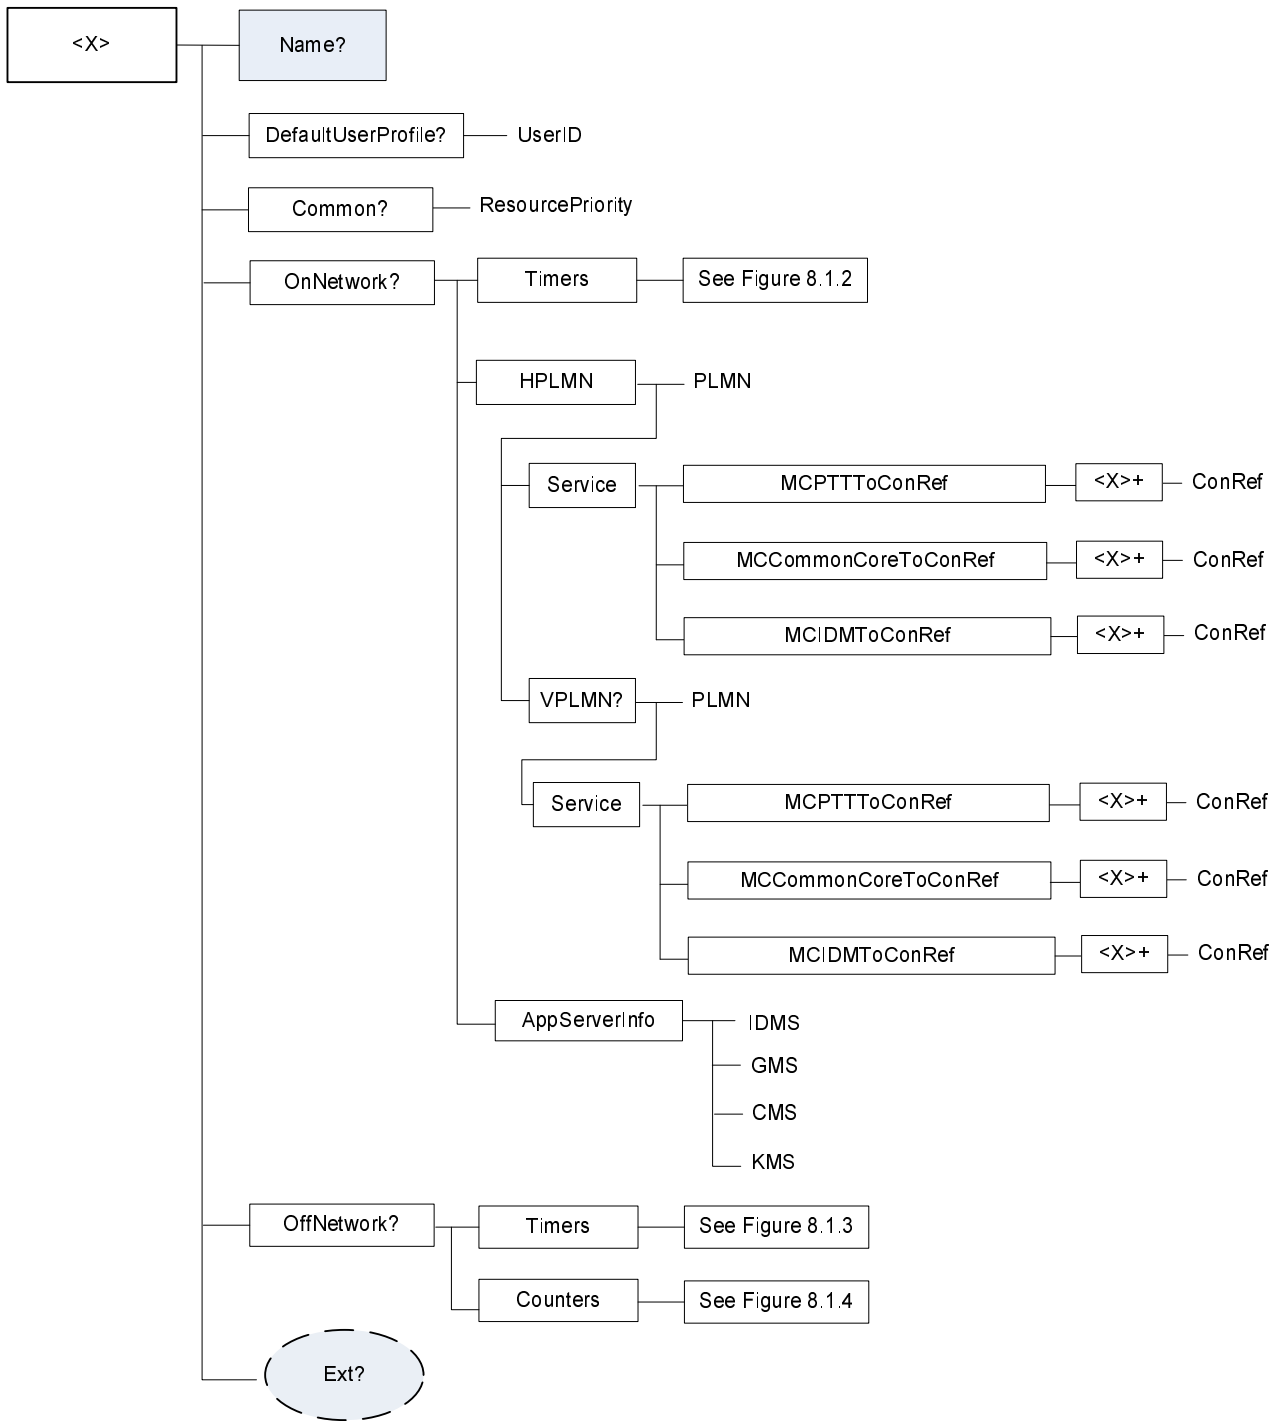 <X>
Name?
DefaultUserProfile?
UserID
Common?
ResourcePriority
OnNetwork?
Timers
See Figure 8.1.2
HPLMN
PLMN
Service
MCPTTToConRef
<X>+
ConRef
MCCommonCoreToConRef
<X>+
ConRef
MCIDMToConRef
<X>+
ConRef
VPLMN?
PLMN
Service
MCPTTToConRef
<X>+
ConRef
MCCommonCoreToConRef
<X>+
ConRef
MCIDMToConRef
<X>+
ConRef
AppServerInfo
IDMS
GMS
CMS
KMS
OffNetwork?
Timers
See Figure 8.1.3
Counters
See Figure 8.1.4
Ext?